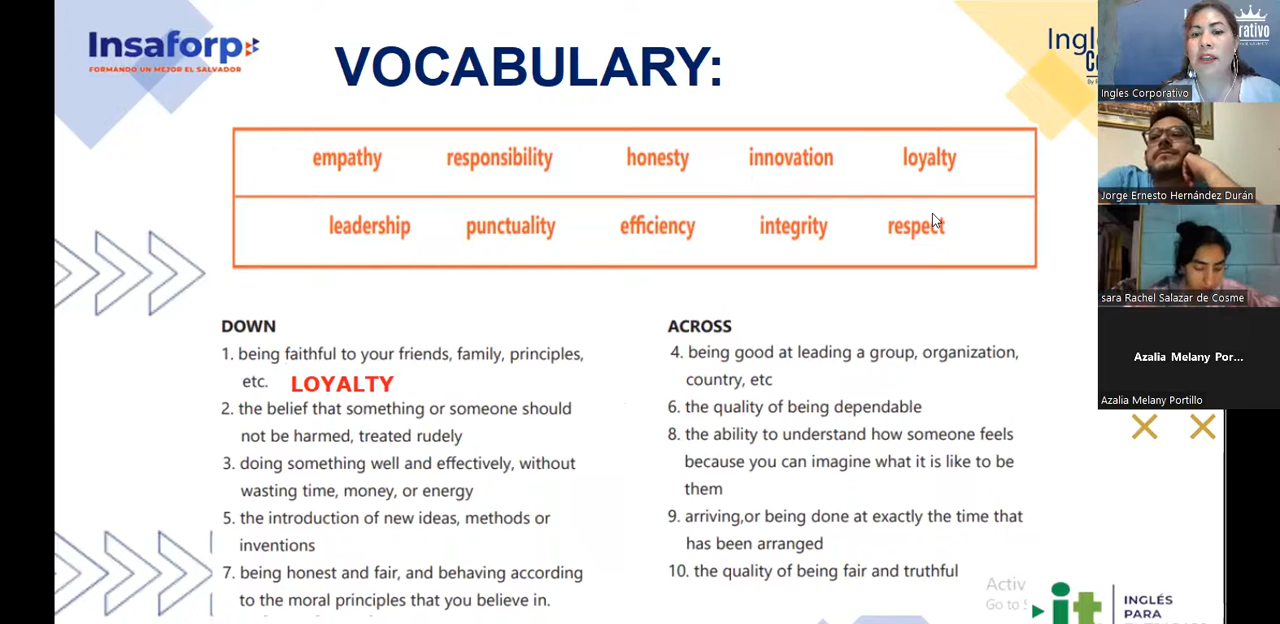 Insaforp
FORMANDO UN MEJOR EL SALVADOR
VOCABULARY:
Ingl
rativo
Ingles Corporativo
empathy responsibility honesty innovation loyalty
leadership punctuality efficiency integrity respect
Jorge Ernesto Hernández Durán
sara Rachel Salazar de Cosme
Azalia Melany Por...
Azalia Melany Portillo
DOWN
1. being faithful to your friends, family, principles,
etc. LOYALTY
2. the belief that something or someone should
not be harmed, treated rudely
3. doing something well and effectively, without
wasting time, money, or energy
5. the introduction of new ideas, methods or
inventions
7. being honest and fair, and behaving according
to the moral principles that you believe in.
ACROSS
4. being good at leading a group, organization,
country, etc
6. the quality of being dependable
8. the ability to understand how someone feels
because you can imagine what it is like to be
them
9. arriving,or being done at exactly the time that
has been arranged
10. the quality of being fair and truthful
Activ
Go to
it
INGLÉS
PARA